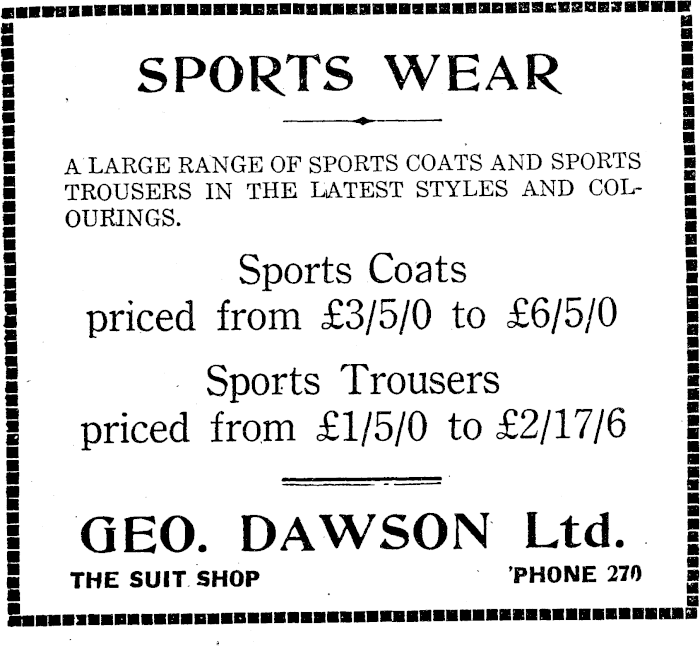 SPORTS WEAR
A LARGE RANGE OF SPORTS COATS AND SPORTS
TROUSERS IN THE LATEST STYLES AND COL-
OURINGS.
Sports Coats
priced from £3/5/0 to £6/5/0
Sports Trousers
priced from £1/5/0 to £2/17/6
GEO. DAWSON Ltd.
THE SUIT SHOP 'PHONE 270